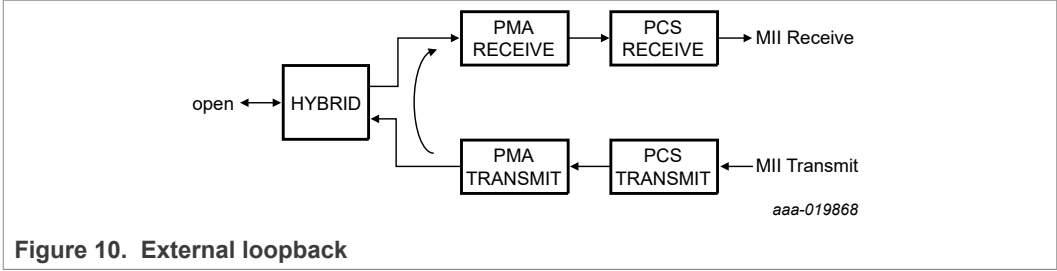 PMA
RECEIVE
PCS
RECEIVE
MII Receive
open
HYBRID
PMA
TRANSMIT
PCS
TRANSMIT
MII Transmit
aaa-019868
Figure 10. External loopback